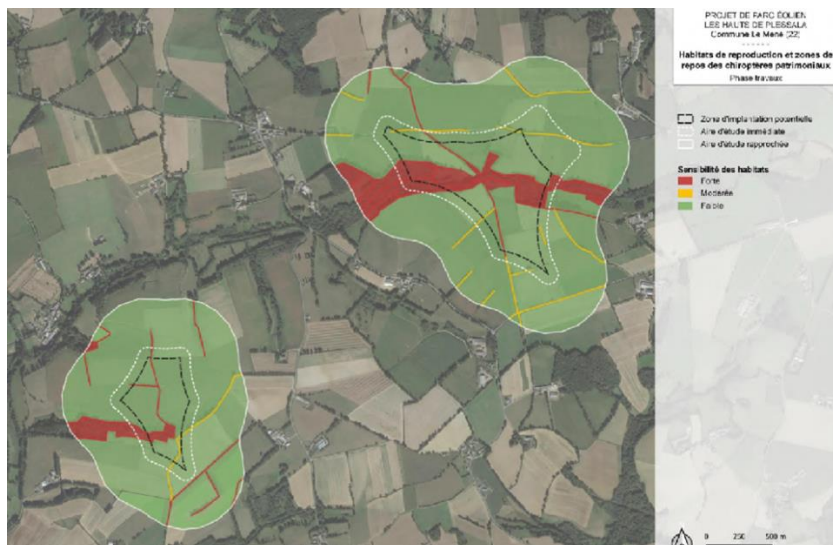 PROJET DE PARC ÉOLIEN
LES HAUTS DE PLESSALA
Commune Le Mené (22)
Habitats de reproduction et zones de
repos des chiroptères patrimoniaux
Phase travaux
Zone d'implantation potentielle
Aire d'étude immédiate
Aire d'étude rapprochée
Sensibilité des habitats
Forte
Modérée
Faible
0 250 500 m